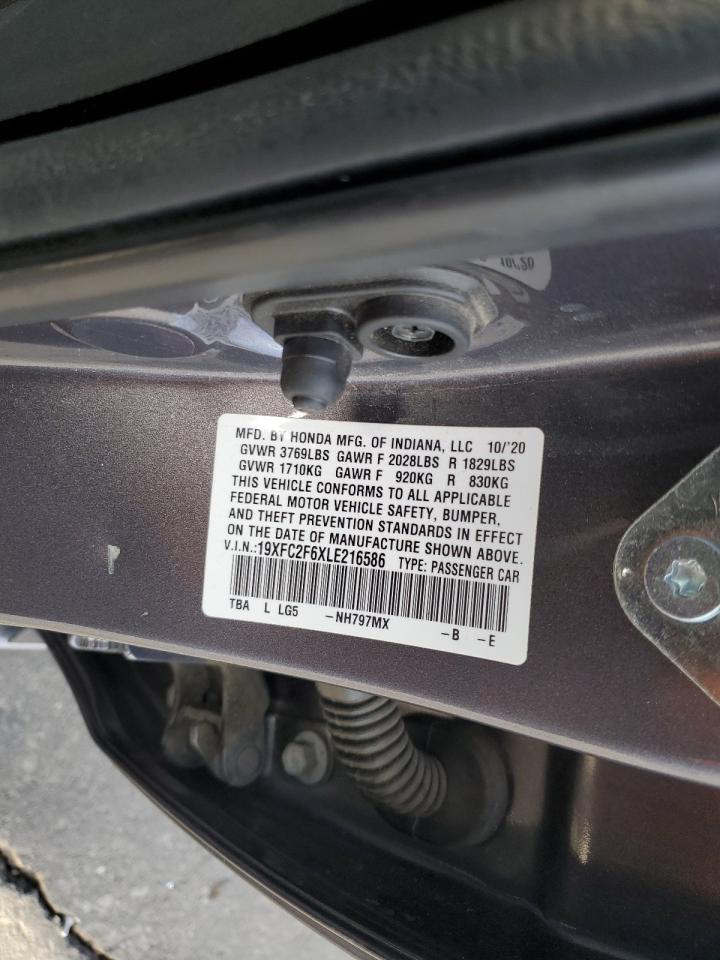 MFD. BY HONDA MFG. OF INDIANA, LLC 10/'20
GVWR 3769LBS GAWR F 2028LBS R 1829LBS
GVWR 1710KG GAWR F 920KG R 830KG
THIS VEHICLE CONFORMS TO ALL APPLICABLE
FEDERAL MOTOR VEHICLE SAFETY, BUMPER,
AND THEFT PREVENTION STANDARDS IN EFFECT
ON THE DATE OF MANUFACTURE SHOWN ABOVE.
V.I.N.:19XFC2F6XLE216586 TYPE: PASSENGER CAR
TBA L LG5 -NH797MX -B -E